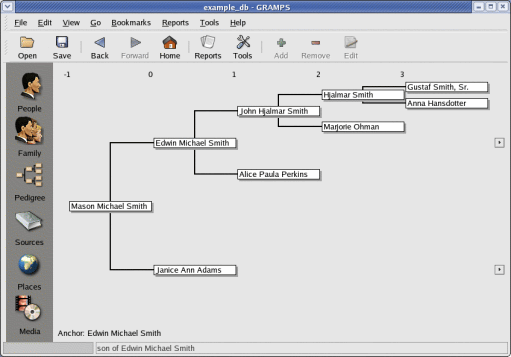 example_db - GRAMPS
File Edit View Go Bookmarks Reports Tools Help
Open Save Back Forward Home Reports Tools Add Remove Edit
-1 0 1 2 3
People
Family
Pedigree
Sources
Places
Media
Gustaf Smith, Sr.
Hjalmar Smith
Anna Hansdotter
John Hjalmar Smith
Marjorie Ohman
Edwin Michael Smith
Alice Paula Perkins
Mason Michael Smith
Janice Ann Adams
Anchor: Edwin Michael Smith
son of Edwin Michael Smith